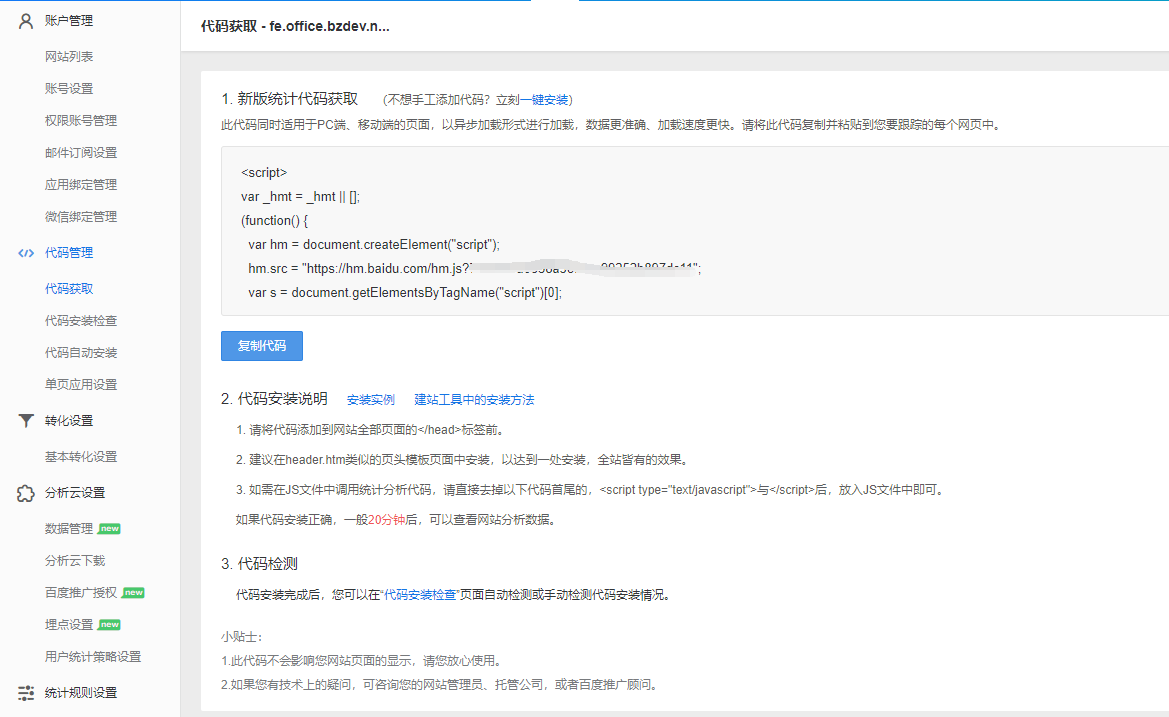 账户管理
网站列表
账号设置
权限账号管理
邮件订阅设置
应用绑定管理
微信绑定管理
代码管理
代码获取
代码安装检查
代码自动安装
单页应用设置
转化设置
基本转化设置
分析云设置
数据管理 new
分析云下载
百度推广授权 new
埋点设置 new
用户统计策略设置
统计规则设置
代码获取 - fe.office.bzdev.n...
1. 新版统计代码获取 （不想手工添加代码？立刻一键安装）
此代码同时适用于PC端、移动端的页面，以异步加载形式进行加载，数据更准确、加载速度更快。请将此代码复制并粘贴到您要跟踪的每个网页中。
<script>
var _hmt = _hmt || [];
(function() {
var hm = document.createElement("script");
hm.src = "https://hm.baidu.com/hm.js?
";
var s = document.getElementsByTagName("script")[0];
复制代码
2. 代码安装说明 安装实例 建站工具中的安装方法
1. 请将代码添加到网站全部页面的</head>标签前。
2. 建议在header.htm类似的页头模板页面中安装，以达到一处安装，全站皆有的效果。
3. 如需在JS文件中调用统计分析代码，请直接去掉以下代码首尾的，<script type="text/javascript">与</script>后，放入JS文件中即可。
如果代码安装正确，一般20分钟后，可以查看网站分析数据。
3. 代码检测
代码安装完成后，您可以在“代码安装检查”页面自动检测或手动检测代码安装情况。
小贴士：
1.此代码不会影响您网站页面的显示，请您放心使用。
2.如果您有技术上的疑问，可咨询您的网站管理员、托管公司，或者百度推广顾问。